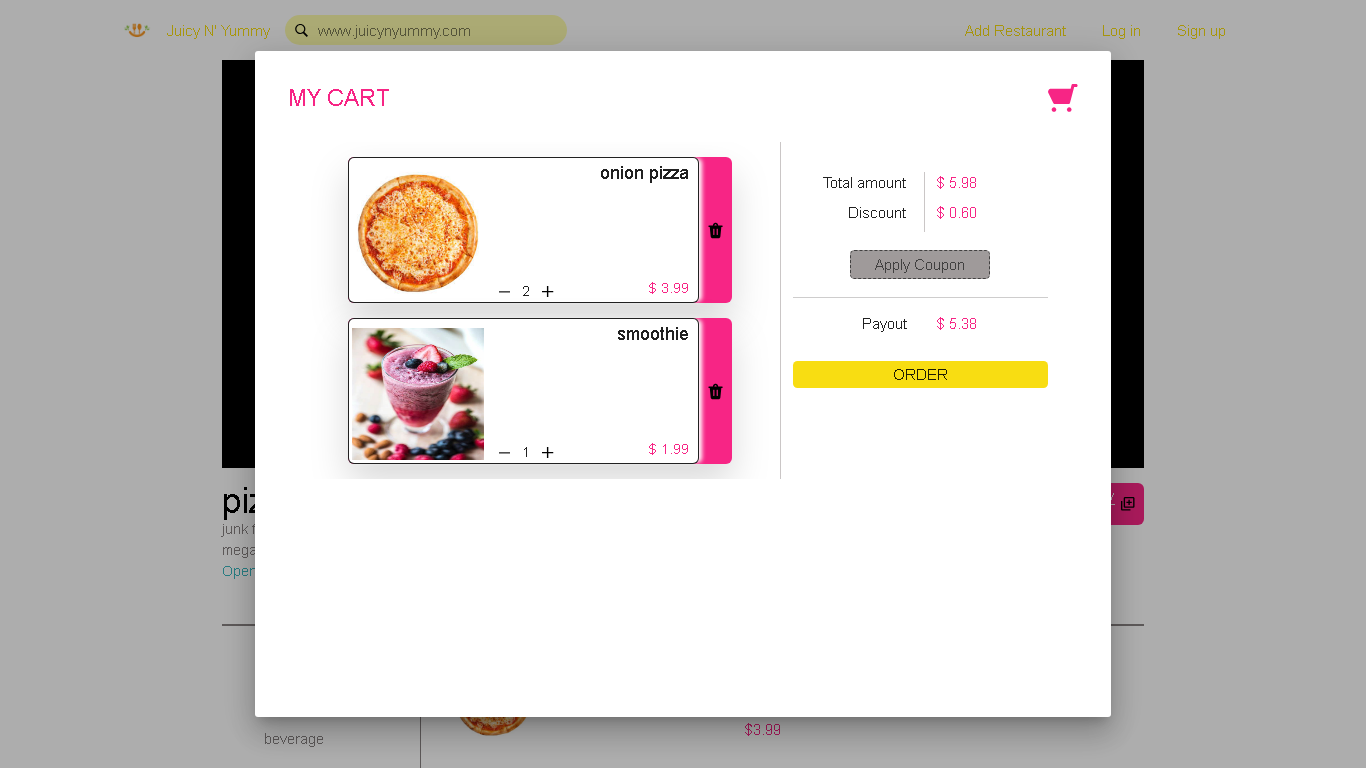 Juicy N' Yummy
www.juicynyummy.com
Add Restaurant
Log in
Sign up
MY CART
onion pizza
2
$ 3.99
smoothie
1
$ 1.99
Total amount $ 5.98
Discount $ 0.60
Apply Coupon
Payout $ 5.38
ORDER
junk
Open
beverage
$3.99